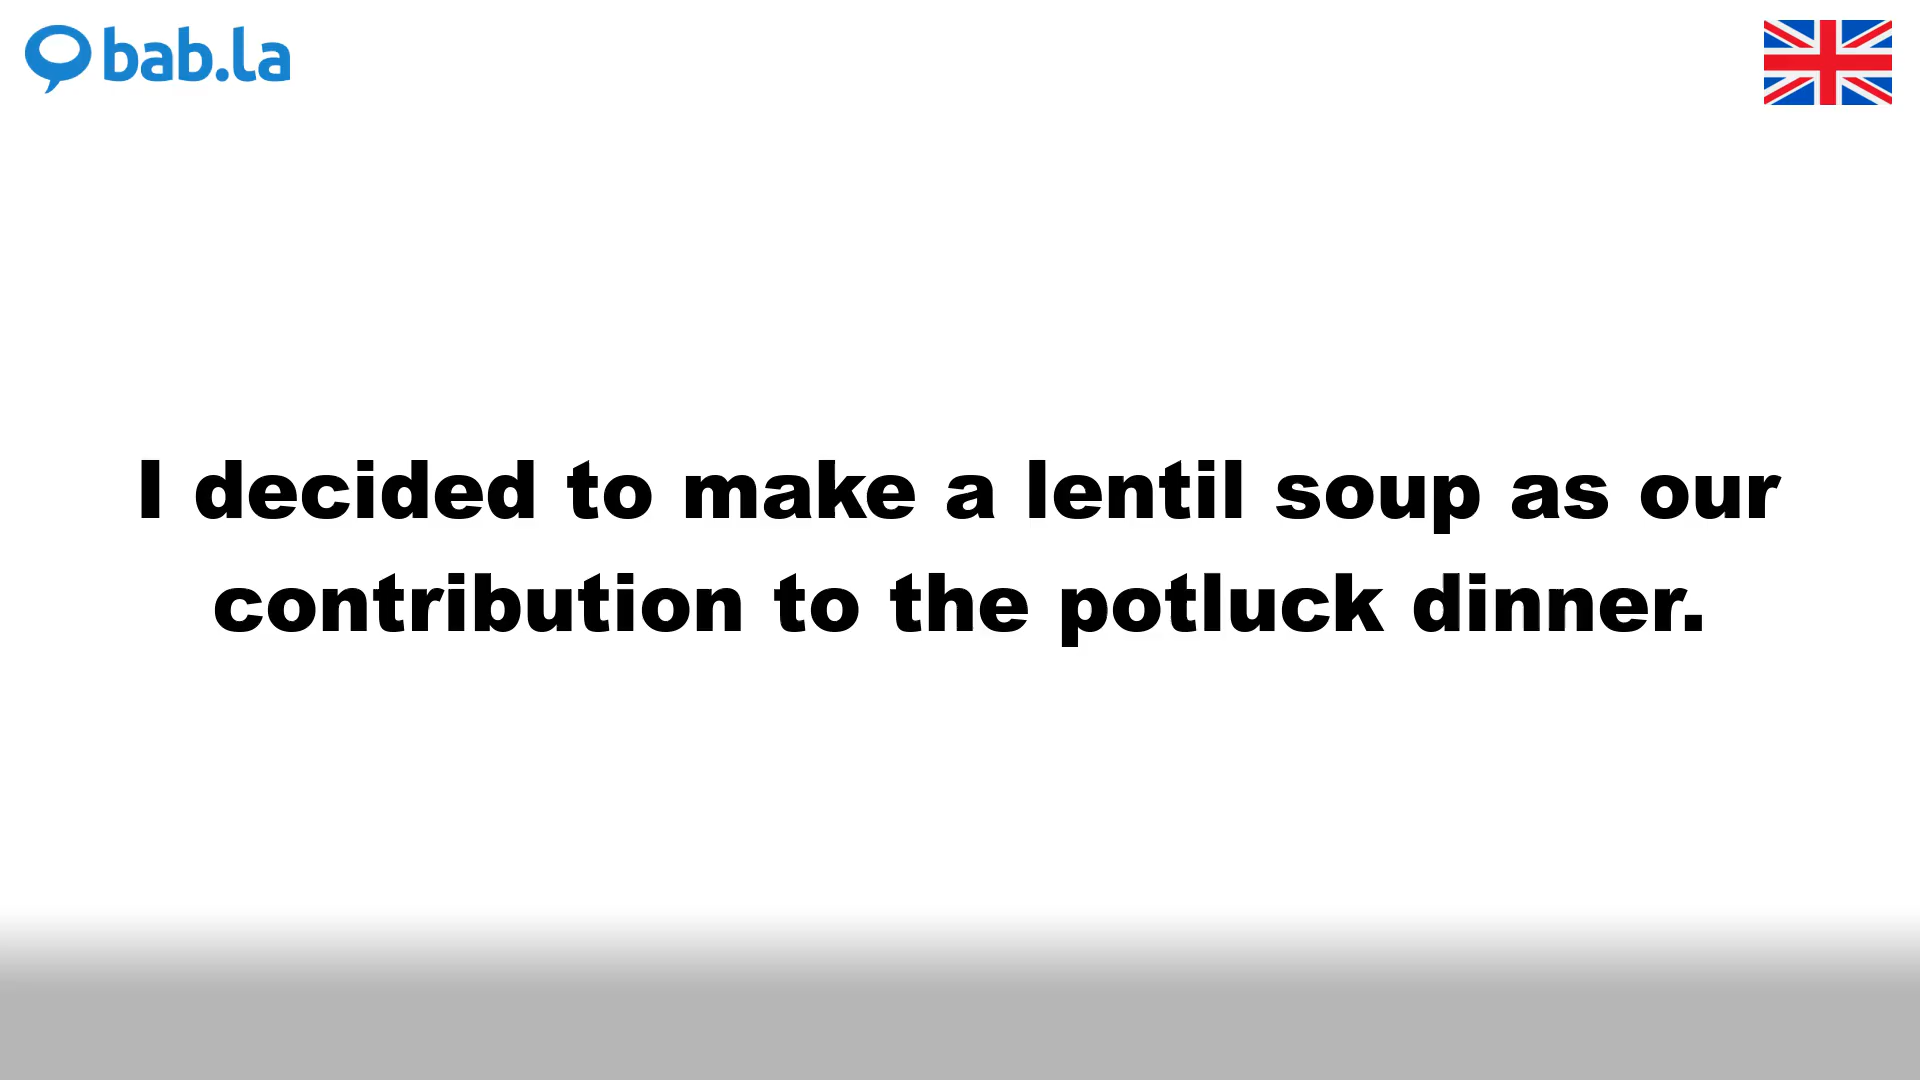 bab.la
I decided to make a lentil soup as our
contribution to the potluck dinner.